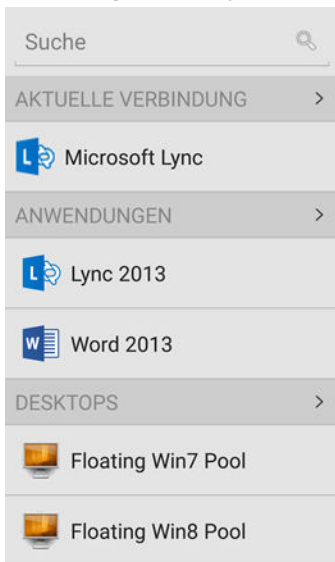 Suche
AKTUELLE VERBINDUNG
Microsoft Lync
ANWENDUNGEN
Lync 2013
Word 2013
DESKTOPS
Floating Win7 Pool
Floating Win8 Pool